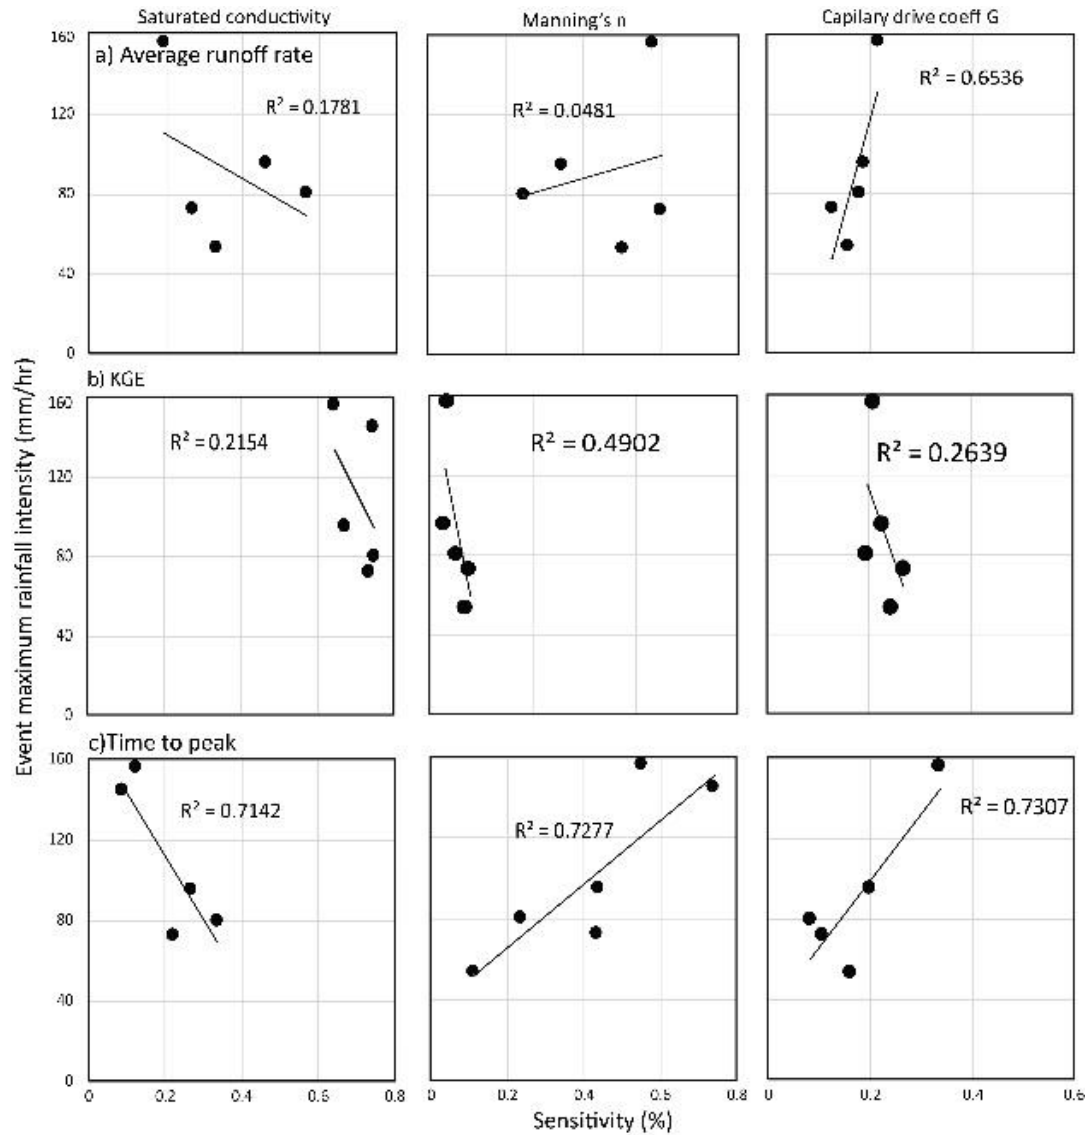 Saturated conductivity Manning's n Capilary drive coeff G
160
a) Average runoff rate
R² = 0.6536
120
R² = 0.1781
R² = 0.0481
80
40
0
b) KGE
160
R² = 0.2154
R² = 0.4902
R² = 0.2639
120
80
40
0
c)Time to peak
160
R² = 0.7142
R² = 0.7277
R² = 0.7307
120
80
40
0
0 0.2 0.4 0.6 0.8 0 0.2 0.4 0.6 0.8 0 0.2 0.4 0.6
Sensitivity (%)
Event maximum rainfall intensity (mm/hr)